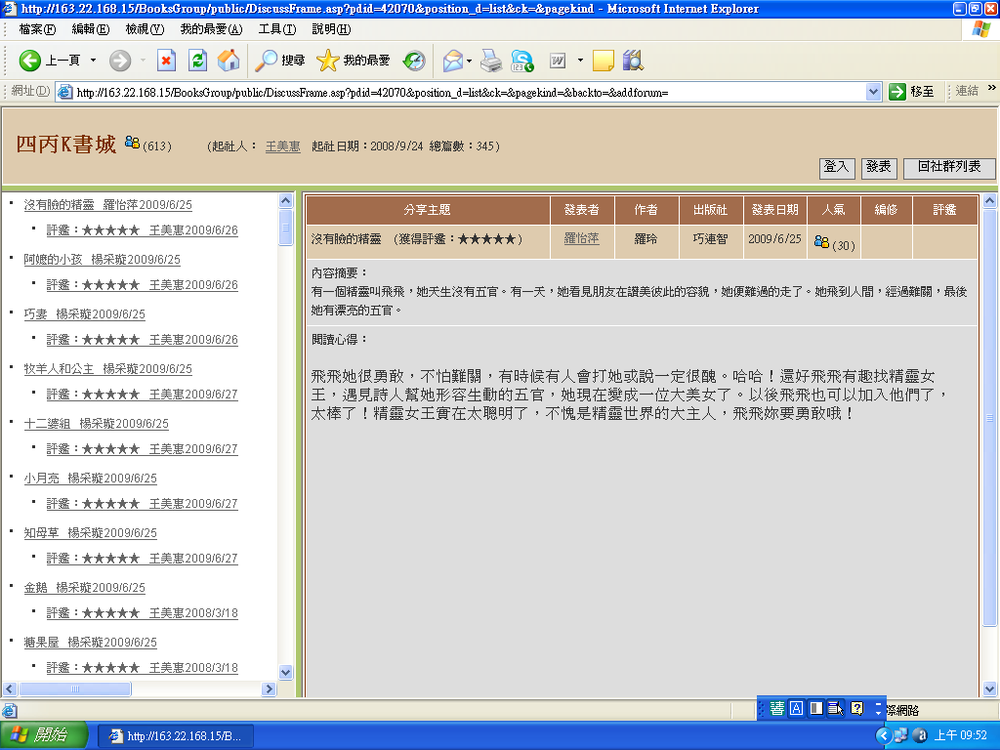 http://163.22.168.15/BooksGroup/public/DiscussFrame.asp?pdid=42070&position_d=list&ck=&pagekind - Microsoft Internet Explorer
檔案(F) 編輯(E) 檢視(V) 我的最愛(A) 工具(T) 說明(H)
上一頁 搜尋 我的最愛
網址(D) http://163.22.168.15/BooksGroup/public/DiscussFrame.asp?pdid=42070&position_d=list&ck=&pagekind=&backto=&addforum= 移至 連結 »
四丙K書城 (613) (起社人： 王美惠 起社日期：2008/9/24 總篇數：345)
登入 發表 回社群列表
沒有臉的精靈 羅怡萍2009/6/25
評鑑：★★★★★ 王美惠2009/6/26
阿嬤的小孩 楊采璇2009/6/25
評鑑：★★★★★ 王美惠2009/6/26
巧妻 楊采璇2009/6/25
評鑑：★★★★★ 王美惠2009/6/26
牧羊人和公主 楊采璇2009/6/25
評鑑：★★★★★ 王美惠2009/6/27
十二婆組 楊采璇2009/6/25
評鑑：★★★★★ 王美惠2009/6/27
小月亮 楊采璇2009/6/25
評鑑：★★★★★ 王美惠2009/6/27
知母草 楊采璇2009/6/25
評鑑：★★★★★ 王美惠2009/6/27
金鵝 楊采璇2009/6/25
評鑑：★★★★★ 王美惠2008/3/18
糖果屋 楊采璇2009/6/25
評鑑：★★★★★ 王美惠2008/3/18
分享主題 發表者 作者 出版社 發表日期 人氣 編修 評鑑
沒有臉的精靈 （獲得評鑑：★★★★★） 羅怡萍 羅玲 巧連智 2009/6/25 (30)
內容摘要：
有一個精靈叫飛飛，她天生沒有五官。有一天，她看見朋友在讚美彼此的容貌，她便難過的走了。她飛到人間，經過難關，最後
她有漂亮的五官。
閱讀心得：
飛飛她很勇敢，不怕難關，有時候有人會打她或說一定很醜。哈哈！還好飛飛有趣找精靈女
王，遇見詩人幫她形容生動的五官，她現在變成一位大美女了。以後飛飛也可以加入他們了，
太棒了！精靈女王實在太聰明了，不愧是精靈世界的大主人，飛飛妳要勇敢哦！
際網路
開始 http://163.22.168.15/B... 上午 09:52